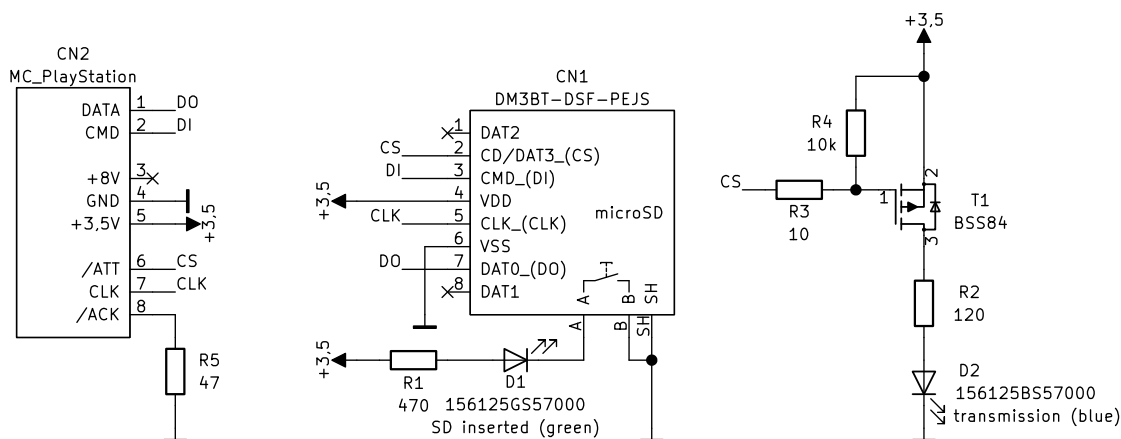 CN2
MC_PlayStation
DATA 1 DO
CMD 2 DI
+8V 3
GND 4
+3,5V 5 +3,5
/ATT 6 CS
CLK 7 CLK
/ACK 8
R5
47
CN1
DM3BT-DSF-PEJS
1 DAT2
CS 2 CD/DAT3_(CS)
DI 3 CMD_(DI)
+3,5 4 VDD
microSD
CLK 5 CLK_(CLK)
6 VSS
DO 7 DAT0_(DO)
8 DAT1
A B SH
A B SH
+3,5
R1
470
D1
156125GS57000
SD inserted (green)
+3,5
R4
10k
CS
R3
10
1
2
3
T1
BSS84
R2
120
D2
156125BS57000
transmission (blue)